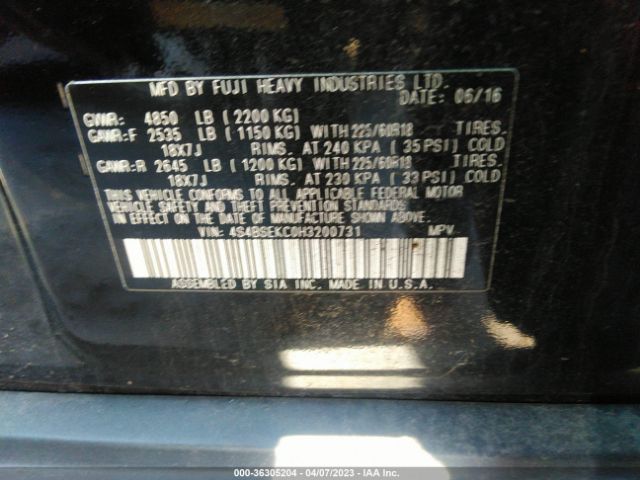 MFD BY FUJI HEAVY INDUSTRIES LTD.
DATE: 06/16
GVWR: 4850 LB ( 2200 KG)
GAWR:F 2535 LB ( 1150 KG) WITH 225/60R18 TIRES.
18X7J RIMS. AT 240 KPA ( 35 PSI) COLD
GAWR:R 2645 LB ( 1200 KG) WITH 225/60R18 TIRES.
18X7J RIMS. AT 230 KPA ( 33 PSI) COLD
THIS VEHICLE CONFORMS TO ALL APPLICABLE FEDERAL MOTOR
VEHICLE SAFETY AND THEFT PREVENTION STANDARDS
IN EFFECT ON THE DATE OF MANUFACTURE SHOWN ABOVE.
VIN: 4S4BSEKC0H3200731 MPV
ASSEMBLED BY SIA INC. MADE IN U.S.A.
000-36305204 - 04/07/2023 - IAA Inc.